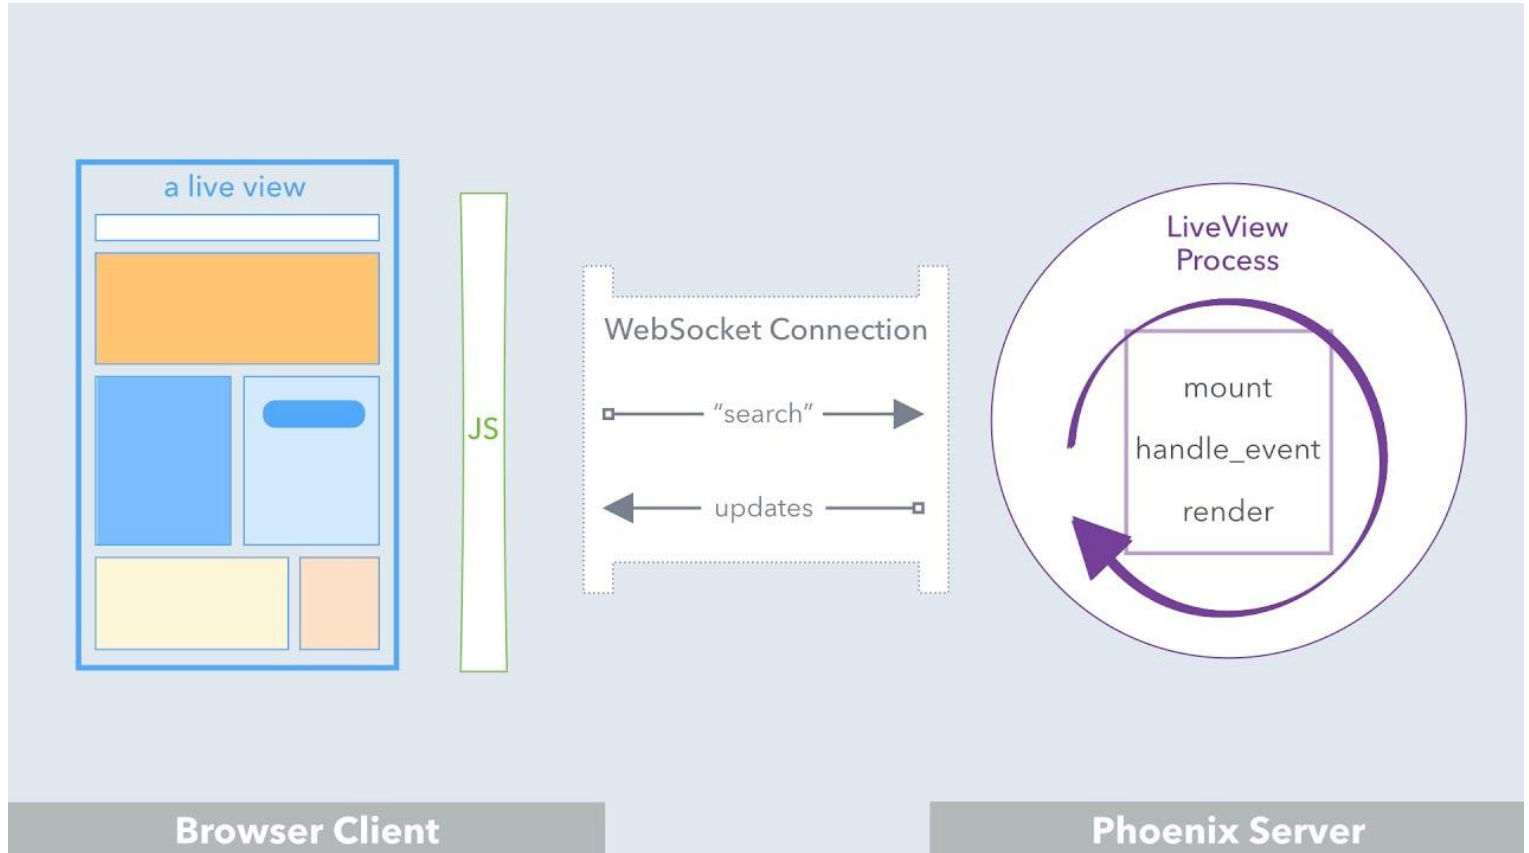 a live view
JS
WebSocket Connection
“search”
updates
LiveView
Process
mount
handle_event
render
Browser Client
Phoenix Server